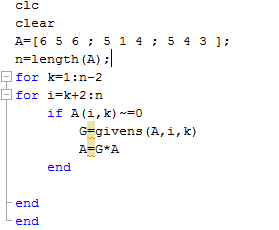 clc
clear
A=[6 5 6 ; 5 1 4 ; 5 4 3 ];
n=length(A);
for k=1:n-2
for i=k+2:n
if A(i,k)~=0
G=givens(A,i,k)
A=G*A
end
end
end